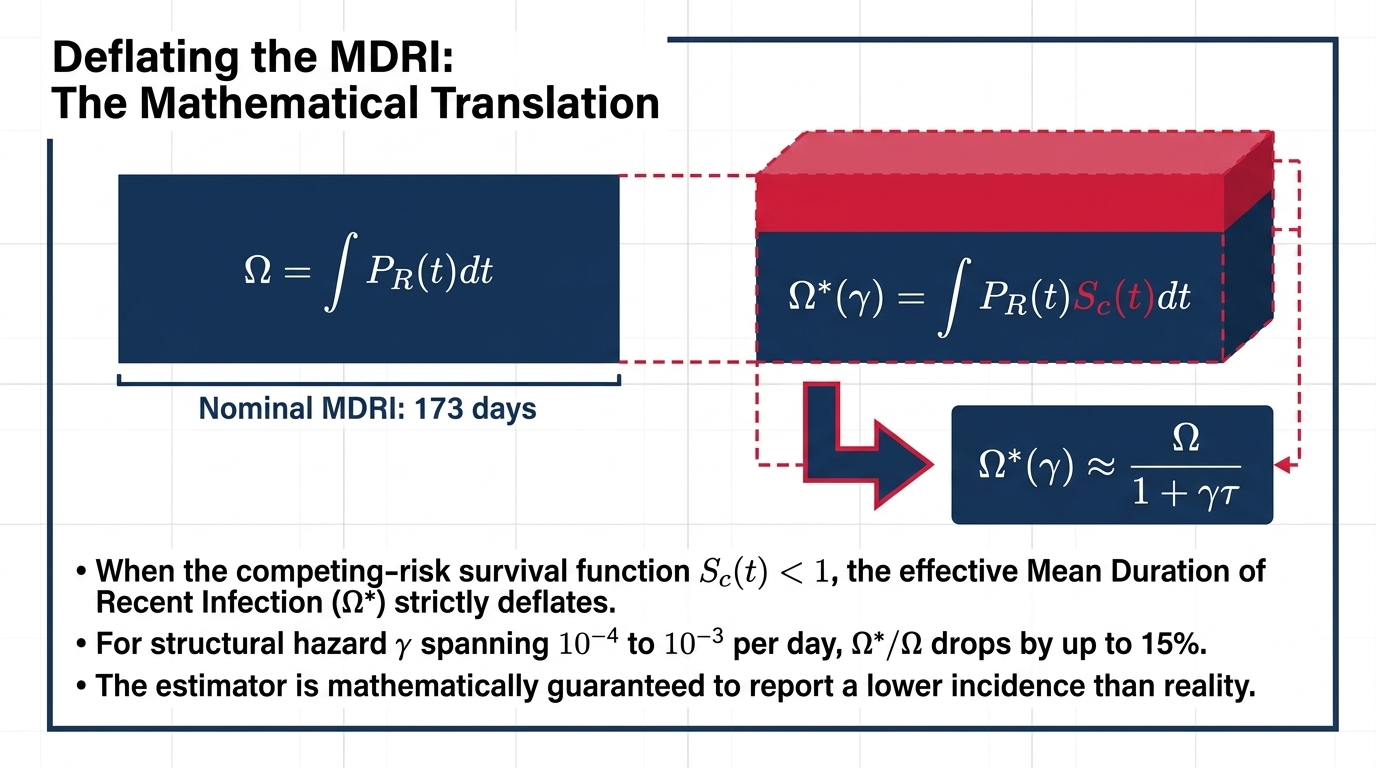 Deflating the MDRI:
The Mathematical Translation
Ω = ∫ P_R(t)dt
Nominal MDRI: 173 days
Ω*(γ) = ∫ P_R(t)S_c(t)dt
Ω*(γ) ≈ Ω / (1 + γτ)
• When the competing-risk survival function S_c(t) < 1, the effective Mean Duration of
Recent Infection (Ω*) strictly deflates.
• For structural hazard γ spanning 10⁻⁴ to 10⁻³ per day, Ω*/Ω drops by up to 15%.
• The estimator is mathematically guaranteed to report a lower incidence than reality.